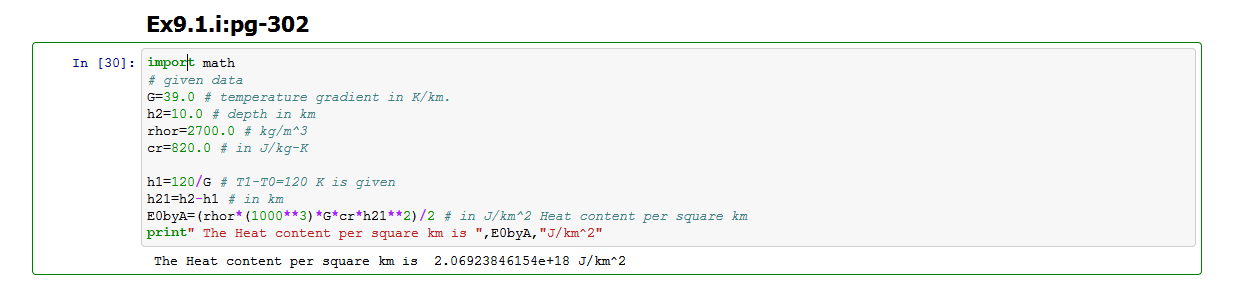 Ex9.1.i:pg-302
In [30]: import math
# given data
G=39.0 # temperature gradient in K/km.
h2=10.0 # depth in km
rhor=2700.0 # kg/m^3
cr=820.0 # in J/kg-K
h1=120/G # T1-T0=120 K is given
h21=h2-h1 # in km
E0byA=(rhor*(1000**3)*G*cr*h21**2)/2 # in J/km^2 Heat content per square km
print" The Heat content per square km is ",E0byA,"J/km^2"
The Heat content per square km is  2.06923846154e+18 J/km^2